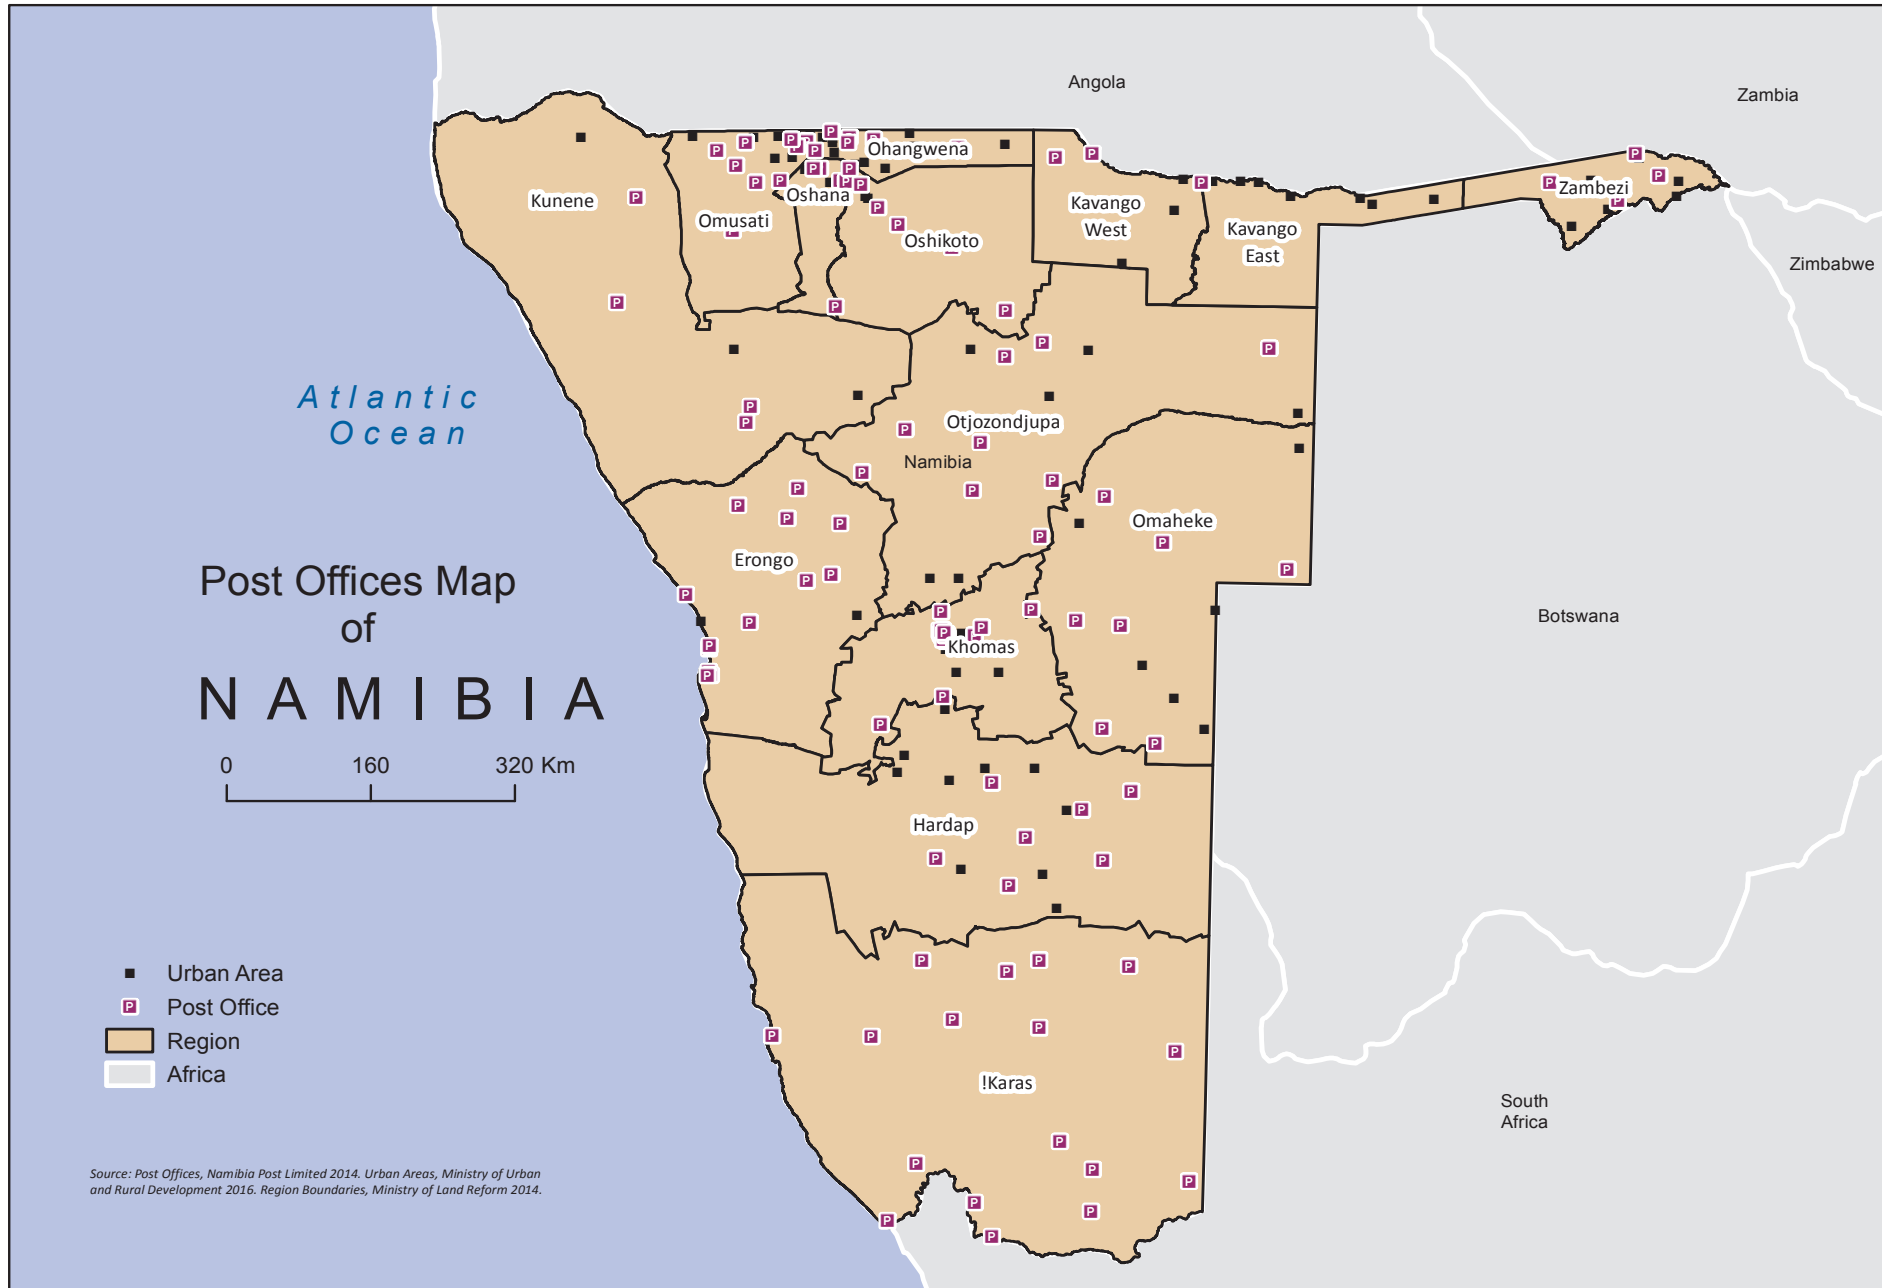 Angola
Zambia
Ohangwena
Kunene
Oshana
Zambezi
Omusati
Kavango
West
Oshikoto
Kavango
East
Zimbabwe
Atlantic
Ocean
Otjozondjupa
Namibia
Omaheke
Erongo
Post Offices Map
of
NAMIBIA
Botswana
Khomas
0 160 320 Km
Hardap
Urban Area
P Post Office
Region
Africa
!Karas
South
Africa
Source: Post Offices, Namibia Post Limited 2014. Urban Areas, Ministry of Urban
and Rural Development 2016. Region Boundaries, Ministry of Land Reform 2014.